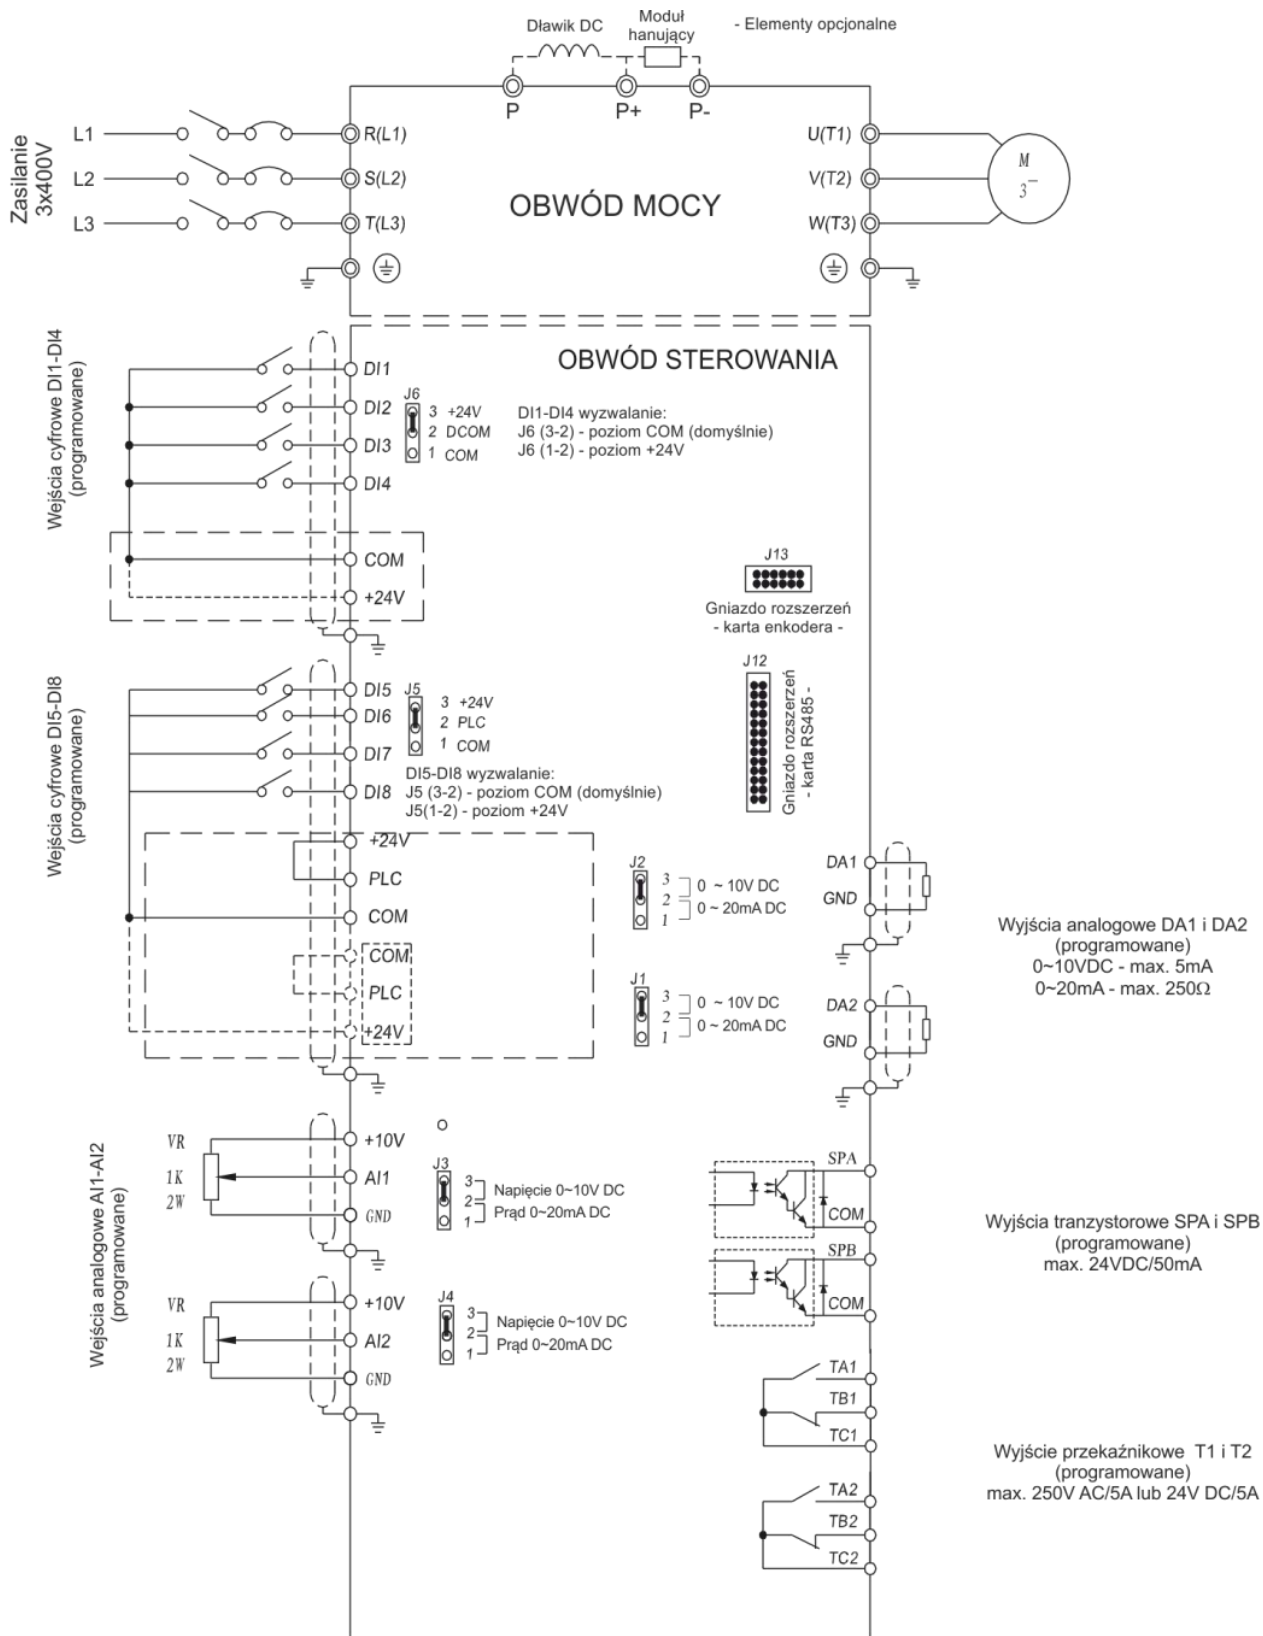 Dławik DC
Moduł
hanujący
- Elementy opcjonalne
P
P+
P-
Zasilanie
3x400V
L1
R(L1)
L2
S(L2)
L3
T(L3)
OBWÓD MOCY
U(T1)
V(T2)
W(T3)
M
3~
OBWÓD STEROWANIA
Wejścia cyfrowe DI1-DI4
(programowane)
DI1
DI2
DI3
DI4
J6
3 +24V
2 DCOM
1 COM
DI1-DI4 wyzwalanie:
J6 (3-2) - poziom COM (domyślnie)
J6 (1-2) - poziom +24V
COM
+24V
J13
Gniazdo rozszerzeń
- karta enkodera -
J12
Gniazdo rozszerzeń
- karta RS485 -
Wejścia cyfrowe DI5-DI8
(programowane)
DI5
DI6
DI7
DI8
J5
3 +24V
2 PLC
1 COM
DI5-DI8 wyzwalanie:
J5 (3-2) - poziom COM (domyślnie)
J5(1-2) - poziom +24V
+24V
PLC
COM
COM
PLC
+24V
J2
3
2
1
0 ~ 10V DC
0 ~ 20mA DC
DA1
GND
J1
3
2
1
0 ~ 10V DC
0 ~ 20mA DC
DA2
GND
Wyjścia analogowe DA1 i DA2
(programowane)
0~10VDC - max. 5mA
0~20mA - max. 250Ω
Wejścia analogowe AI1-AI2
(programowane)
VR
1K
2W
+10V
AI1
GND
J3
3
2
1
Napięcie 0~10V DC
Prąd 0~20mA DC
VR
1K
2W
+10V
AI2
GND
J4
3
2
1
Napięcie 0~10V DC
Prąd 0~20mA DC
SPA
COM
SPB
COM
Wyjścia tranzystorowe SPA i SPB
(programowane)
max. 24VDC/50mA
TA1
TB1
TC1
TA2
TB2
TC2
Wyjście przekaźnikowe T1 i T2
(programowane)
max. 250V AC/5A lub 24V DC/5A